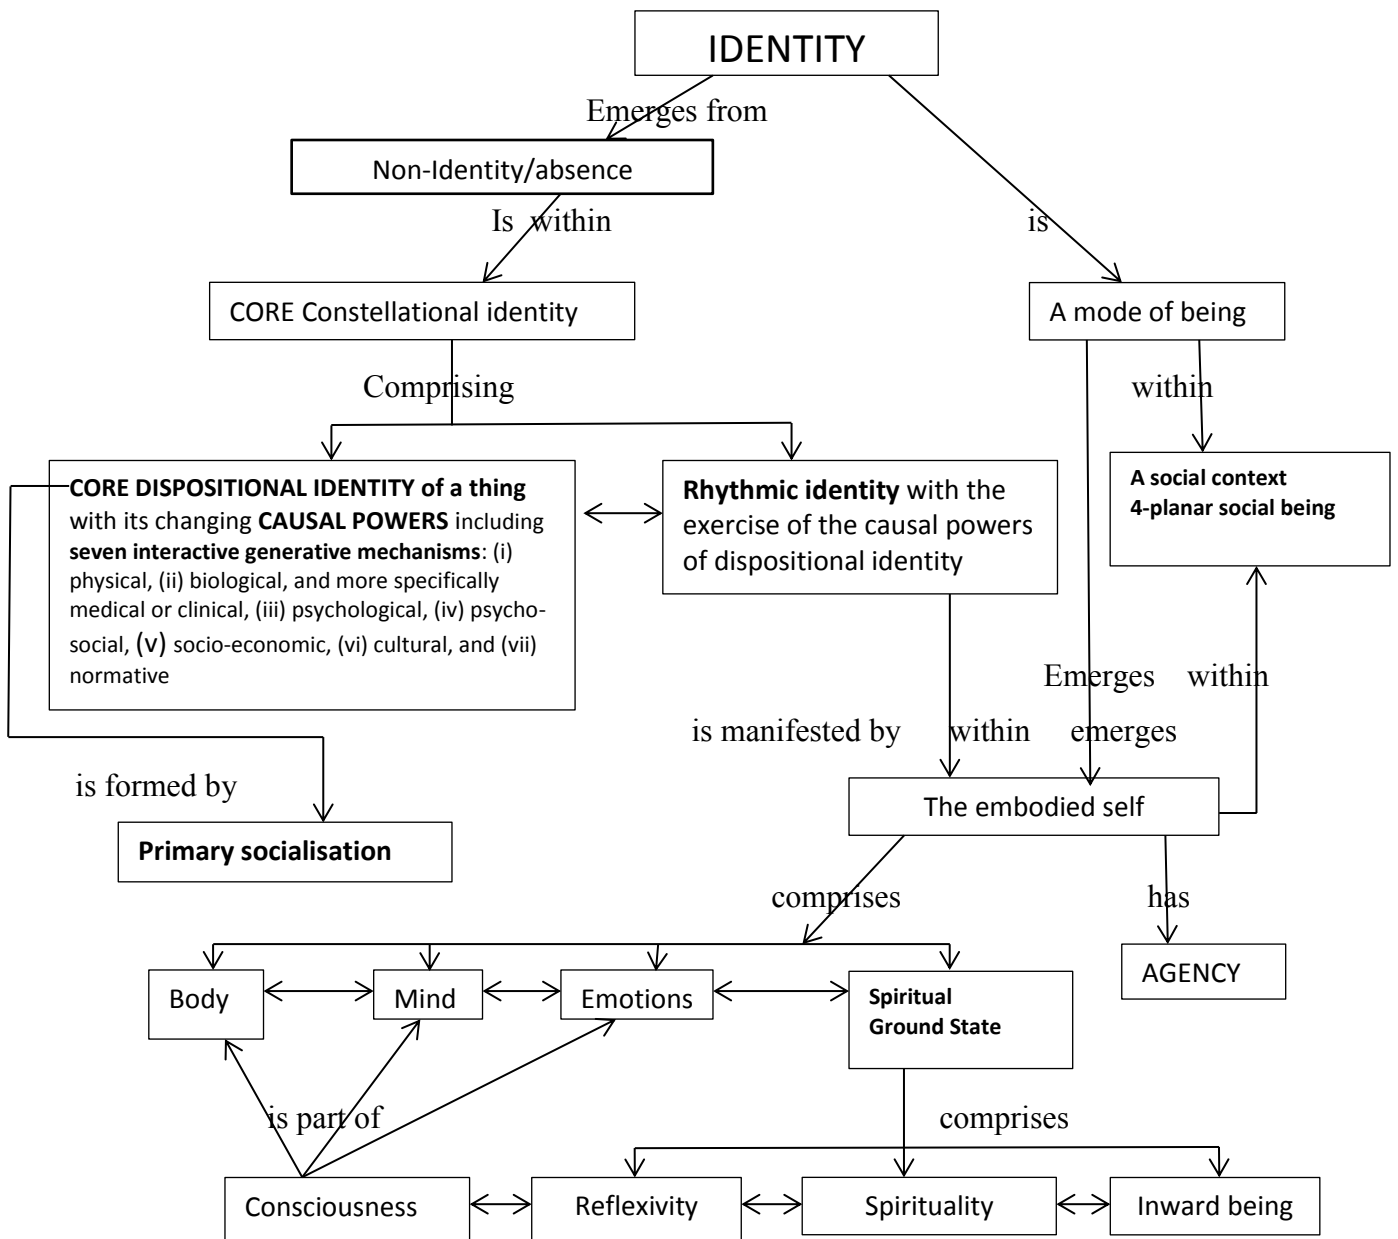 IDENTITY
Emerges from
Non-Identity/absence
Is within
is
CORE Constellational identity
A mode of being
Comprising
within
CORE DISPOSITIONAL IDENTITY of a thing
with its changing CAUSAL POWERS including
seven interactive generative mechanisms: (i)
physical, (ii) biological, and more specifically
medical or clinical, (iii) psychological, (iv) psycho-
social, (v) socio-economic, (vi) cultural, and (vii)
normative
Rhythmic identity with the
exercise of the causal powers
of dispositional identity
A social context
4-planar social being
Emerges within
is manifested by within emerges
is formed by
The embodied self
Primary socialisation
comprises
has
Body
Mind
Emotions
Spiritual
Ground State
AGENCY
is part of
comprises
Consciousness
Reflexivity
Spirituality
Inward being